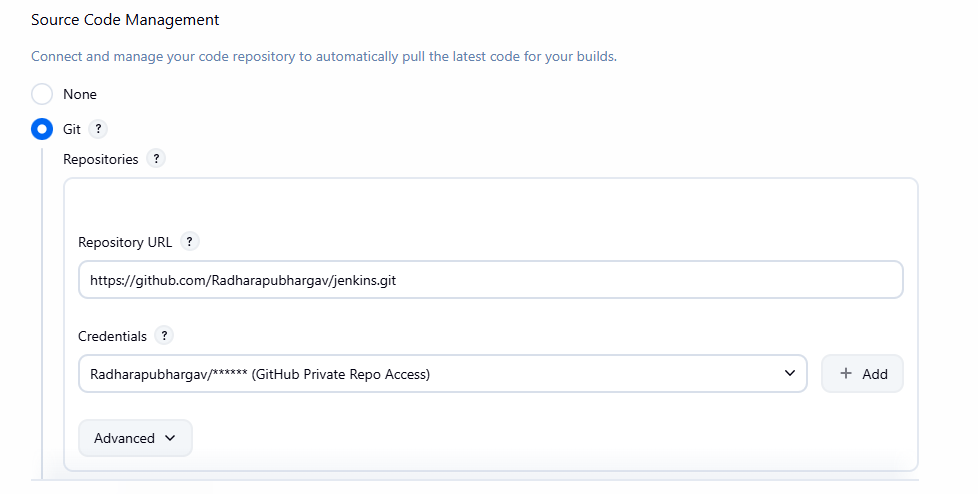 Source Code Management
Connect and manage your code repository to automatically pull the latest code for your builds.
None
Git ?
Repositories ?
Repository URL ?
https://github.com/Radharapubhargav/jenkins.git
Credentials ?
Radharapubhargav/****** (GitHub Private Repo Access)
+ Add
Advanced